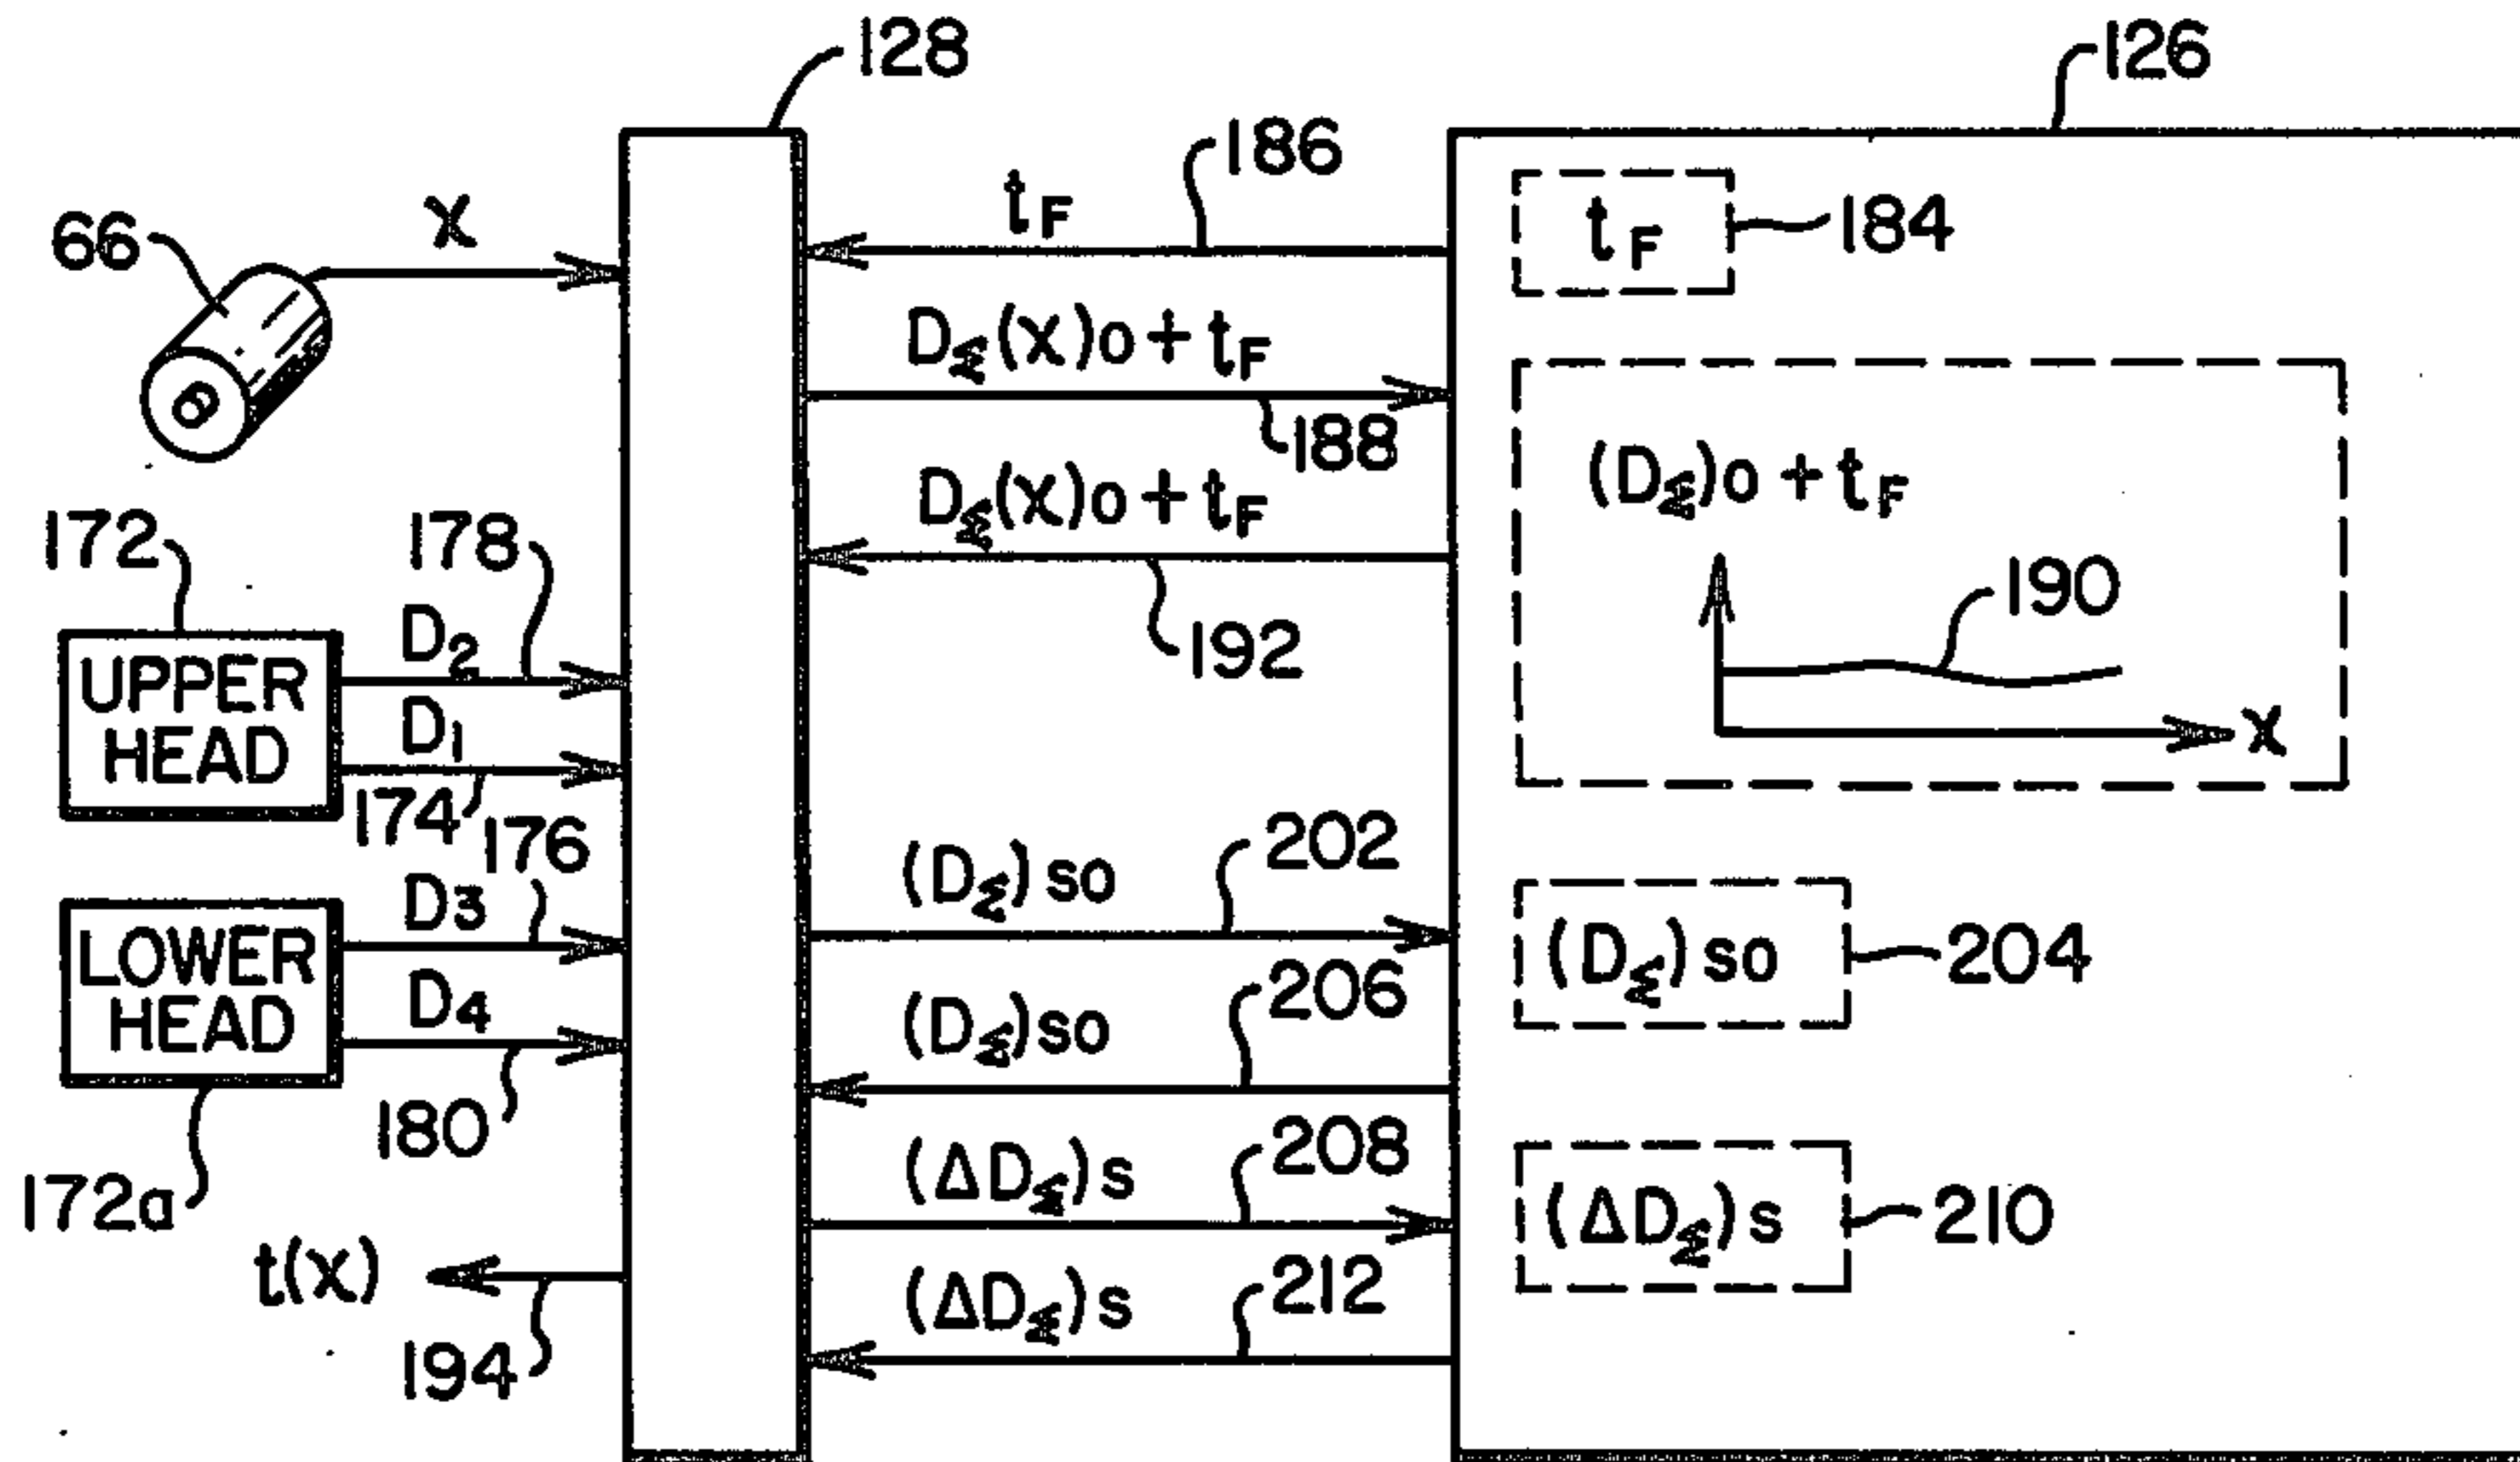 128
126
186
66
X
tF
tF
184
DΣ(X)o + tF
188
(DΣ)o + tF
DΣ(X)o + tF
172
178
192
190
D2
UPPER
HEAD
D1
X
174
176
202
(DΣ)so
D3
LOWER
HEAD
(DΣ)so
204
206
D4
(DΣ)so
180
208
(ΔDΣ)s
172a
(ΔDΣ)s
210
t(X)
212
(ΔDΣ)s
194